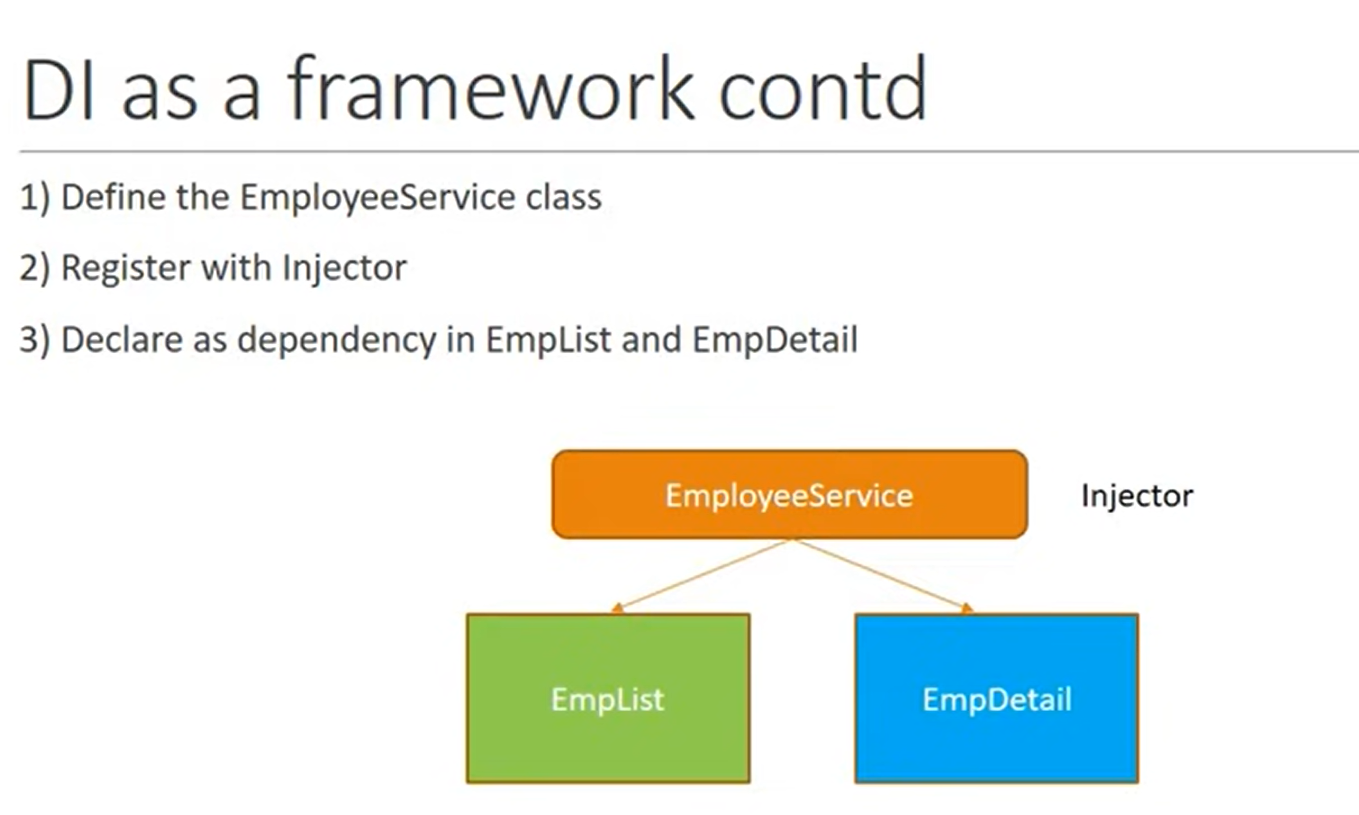 DI as a framework contd
1) Define the EmployeeService class
2) Register with Injector
3) Declare as dependency in EmpList and EmpDetail
EmployeeService
Injector
EmpList
EmpDetail